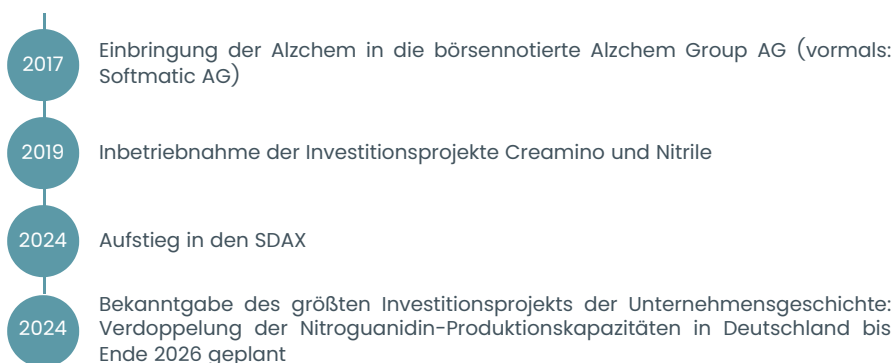 2017
Einbringung der Alzchem in die börsennotierte Alzchem Group AG (vormals:
Softmatic AG)
2019
Inbetriebnahme der Investitionsprojekte Creamino und Nitrile
2024
Aufstieg in den SDAX
2024
Bekanntgabe des größten Investitionsprojekts der Unternehmensgeschichte:
Verdoppelung der Nitroguanidin-Produktionskapazitäten in Deutschland bis
Ende 2026 geplant